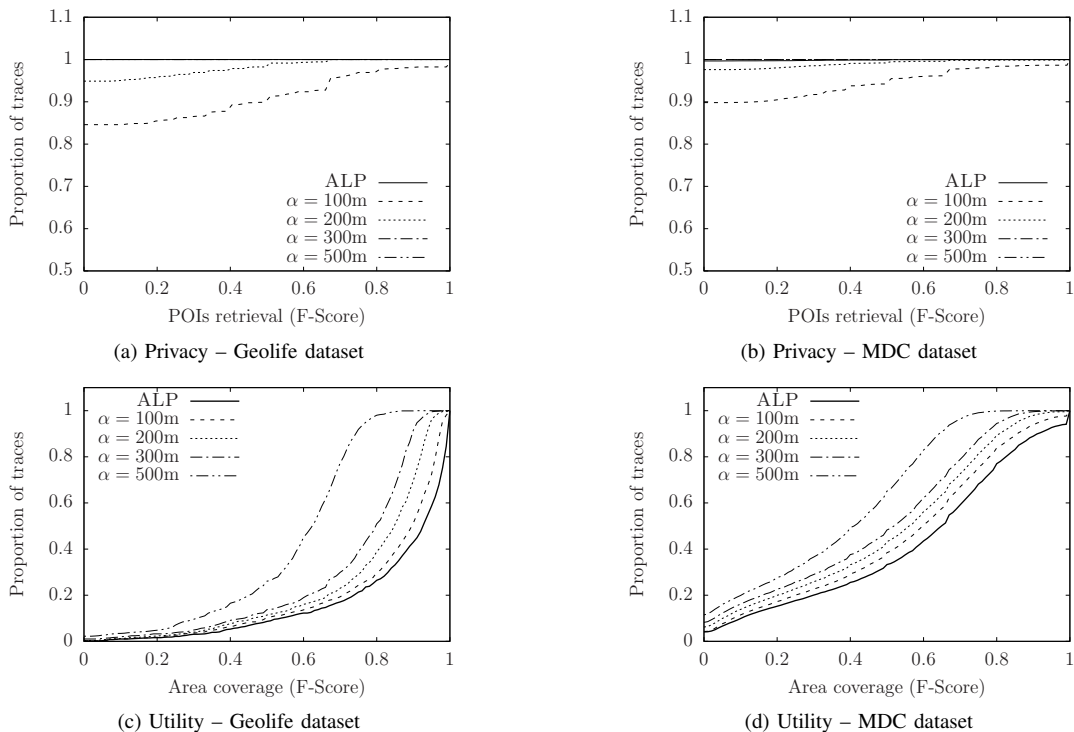 1.1
1
0.9
0.8
0.7
0.6
0.5
Proportion of traces
ALP
α = 100m
α = 200m
α = 300m
α = 500m
0 0.2 0.4 0.6 0.8 1
POIs retrieval (F-Score)
(a) Privacy – Geolife dataset
1.1
1
0.9
0.8
0.7
0.6
0.5
Proportion of traces
ALP
α = 100m
α = 200m
α = 300m
α = 500m
0 0.2 0.4 0.6 0.8 1
POIs retrieval (F-Score)
(b) Privacy – MDC dataset
1
0.8
0.6
0.4
0.2
0
Proportion of traces
ALP
α = 100m
α = 200m
α = 300m
α = 500m
0 0.2 0.4 0.6 0.8 1
Area coverage (F-Score)
(c) Utility – Geolife dataset
1
0.8
0.6
0.4
0.2
0
Proportion of traces
ALP
α = 100m
α = 200m
α = 300m
α = 500m
0 0.2 0.4 0.6 0.8 1
Area coverage (F-Score)
(d) Utility – MDC dataset